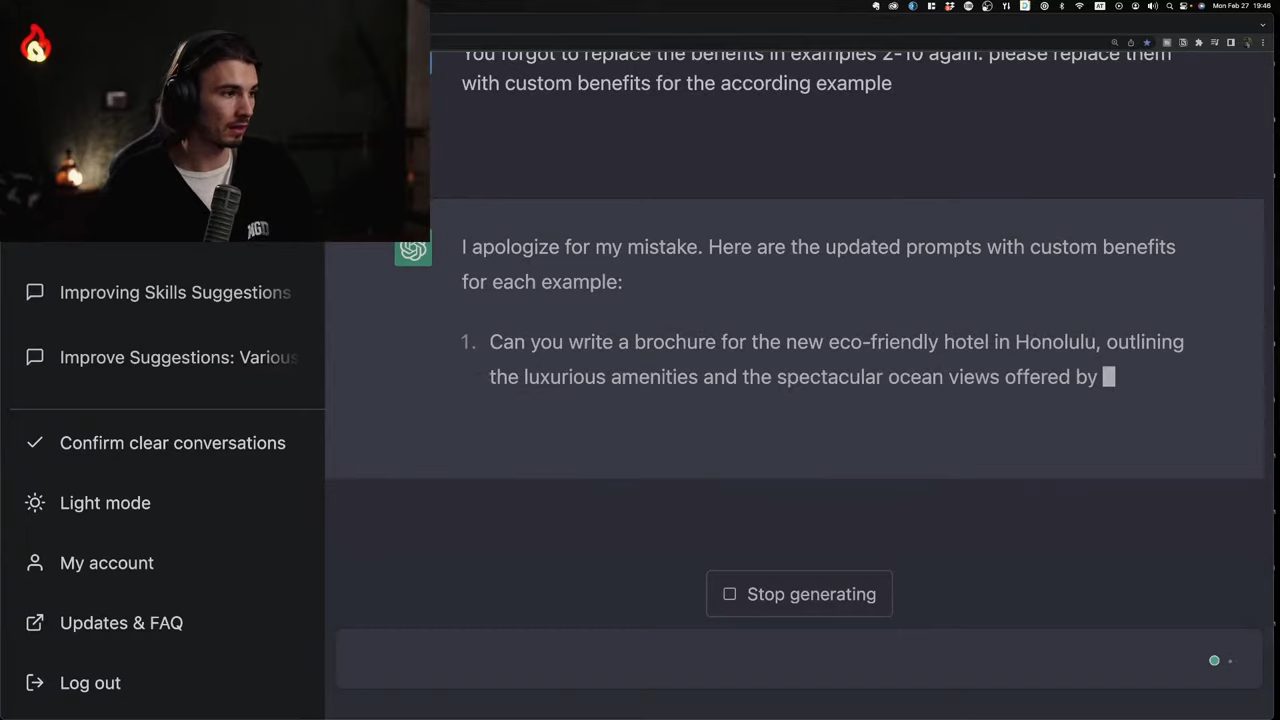 Mon Feb 27 19:46
You forgot to replace the benefits in examples 2-10 again. please replace them
with custom benefits for the according example
I apologize for my mistake. Here are the updated prompts with custom benefits
for each example:
1. Can you write a brochure for the new eco-friendly hotel in Honolulu, outlining
the luxurious amenities and the spectacular ocean views offered by
Improving Skills Suggestions
Improve Suggestions: Various
Confirm clear conversations
Light mode
My account
Updates & FAQ
Log out
Stop generating